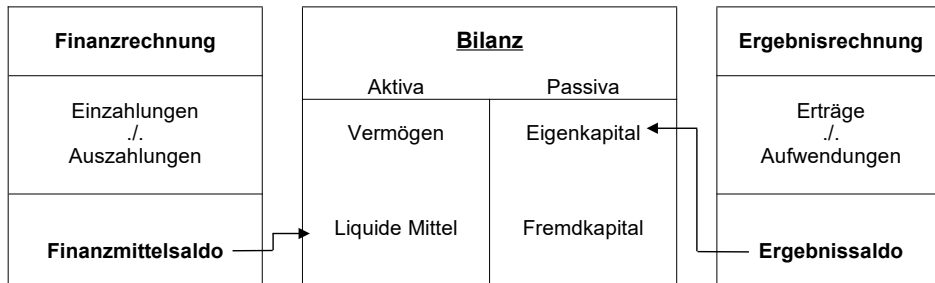 Finanzrechnung
Einzahlungen
./.
Auszahlungen
Finanzmittelsaldo
Bilanz
Aktiva
Passiva
Vermögen
Eigenkapital
Liquide Mittel
Fremdkapital
Ergebnisrechnung
Erträge
./.
Aufwendungen
Ergebnissaldo